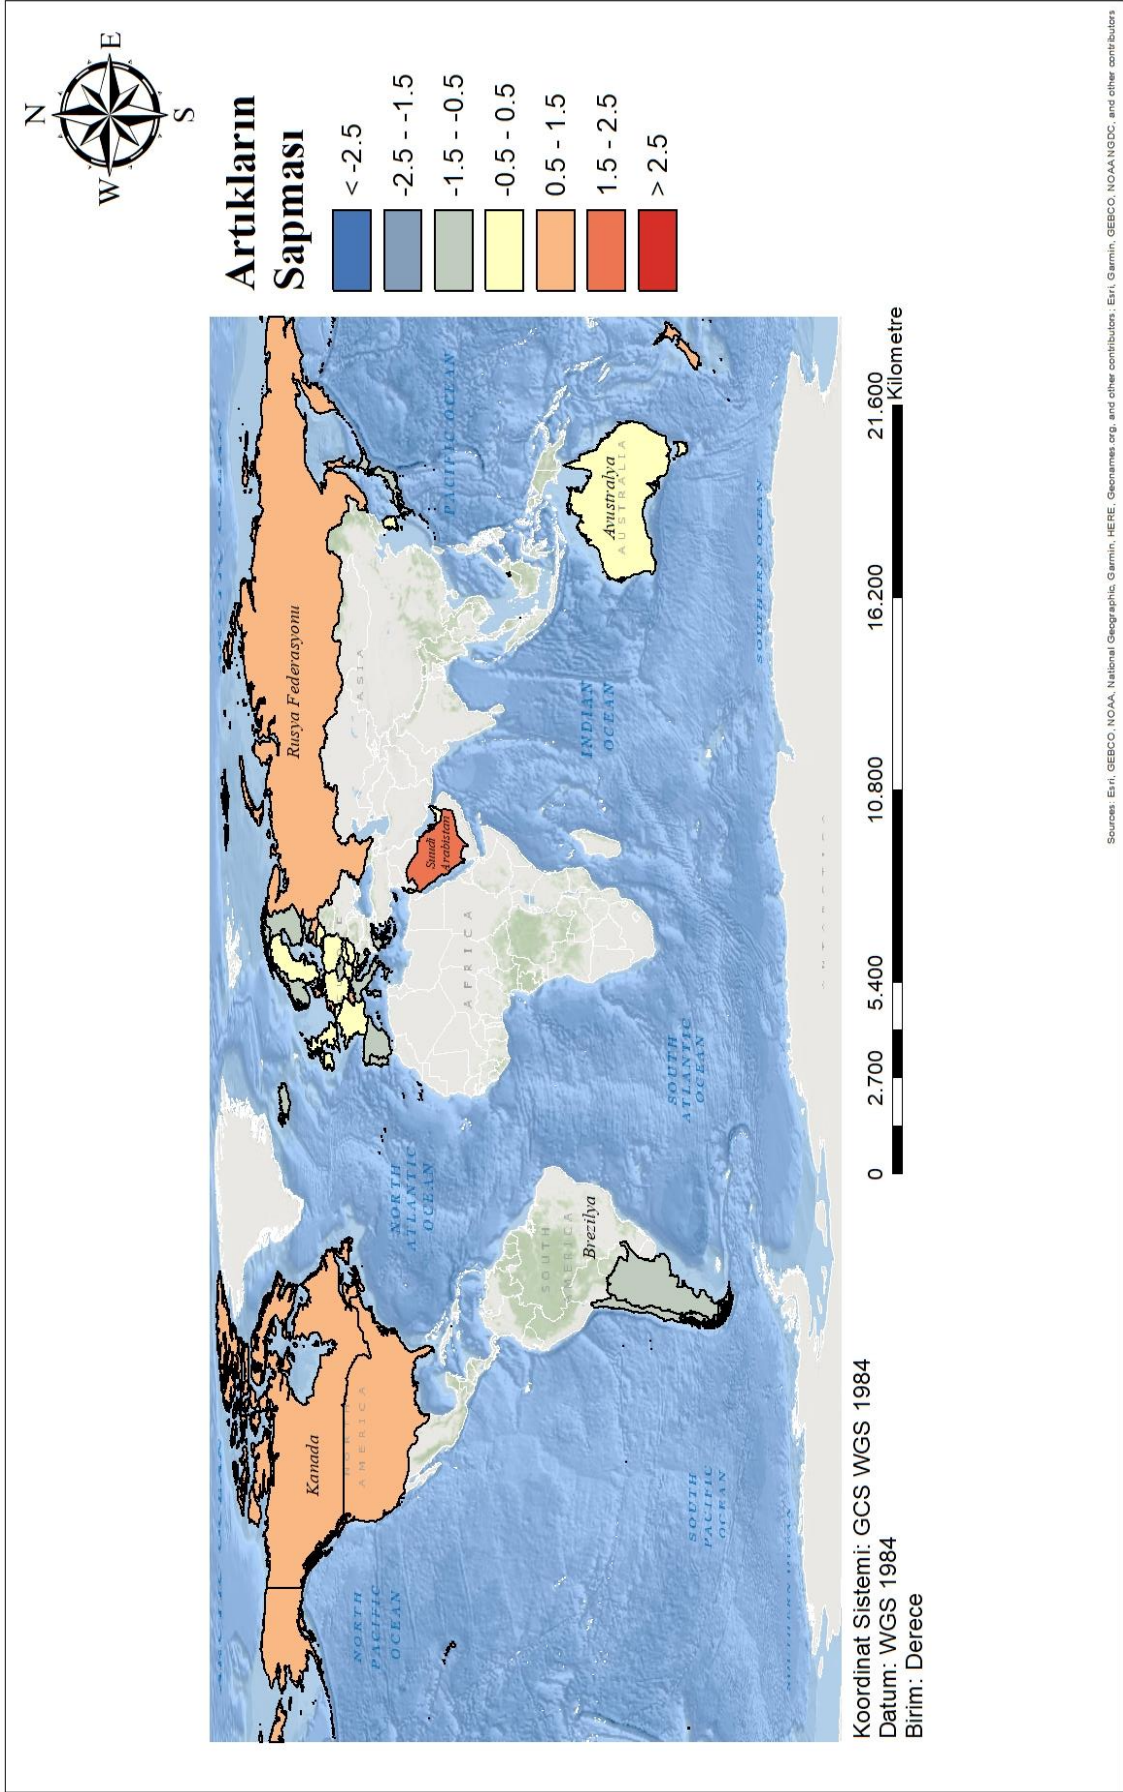 N
W
E
S
Artıkların
Sapması
< -2.5
-2.5 - -1.5
-1.5 - -0.5
-0.5 - 0.5
0.5 - 1.5
1.5 - 2.5
> 2.5
Rusya Federasyonu
Kanada
NORTH
AMERICA
ASIA
PACIFIC OCEAN
NORTH
PACIFIC
OCEAN
NORTH
ATLANTIC
OCEAN
Suudi
Arabistan
AFRICA
SOUTH
AMERICA
Brezilya
INDIAN
OCEAN
Avustralya
AUSTRALIA
SOUTH
PACIFIC
OCEAN
SOUTH
ATLANTIC
OCEAN
SOUTHERN OCEAN
SOUTHERN OCEAN
Koordinat Sistemi: GCS WGS 1984
Datum: WGS 1984
Birim: Derece
0 2.700 5.400 10.800 16.200 21.600
Kilometre
Sources: Esri, GEBCO, NOAA, National Geographic, Garmin, HERE, Geonames.org, and other contributors; Esri, Garmin, GEBCO, NOAA NGDC, and other contributors